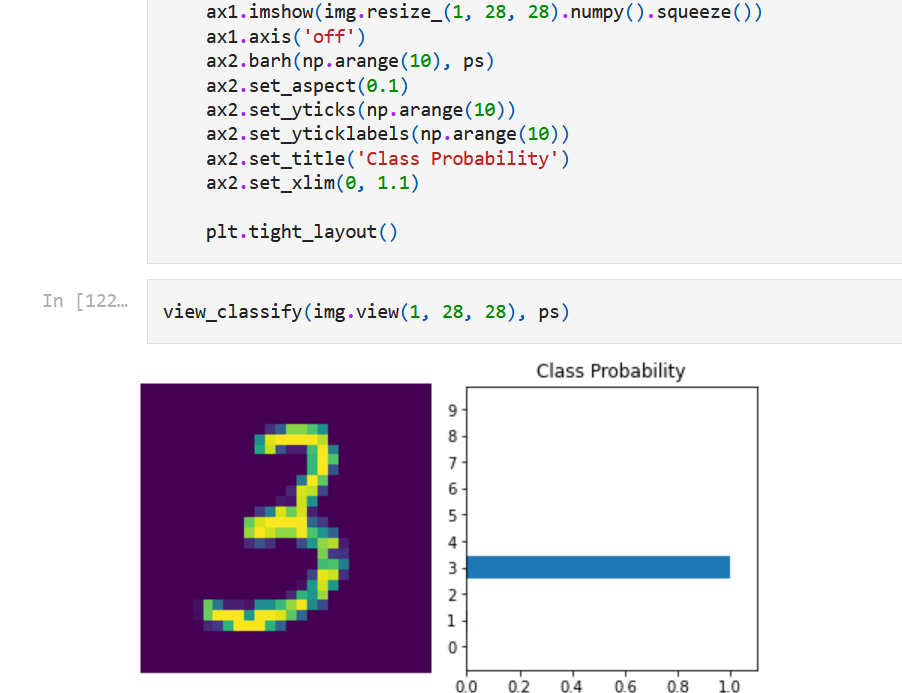 ax1.imshow(img.resize_(1, 28, 28).numpy().squeeze())
ax1.axis('off')
ax2.barh(np.arange(10), ps)
ax2.set_aspect(0.1)
ax2.set_yticks(np.arange(10))
ax2.set_yticklabels(np.arange(10))
ax2.set_title('Class Probability')
ax2.set_xlim(0, 1.1)
plt.tight_layout()
In [122…
view_classify(img.view(1, 28, 28), ps)
Class Probability
3
9
8
7
6
5
4
3
2
1
0
0.0 0.2 0.4 0.6 0.8 1.0